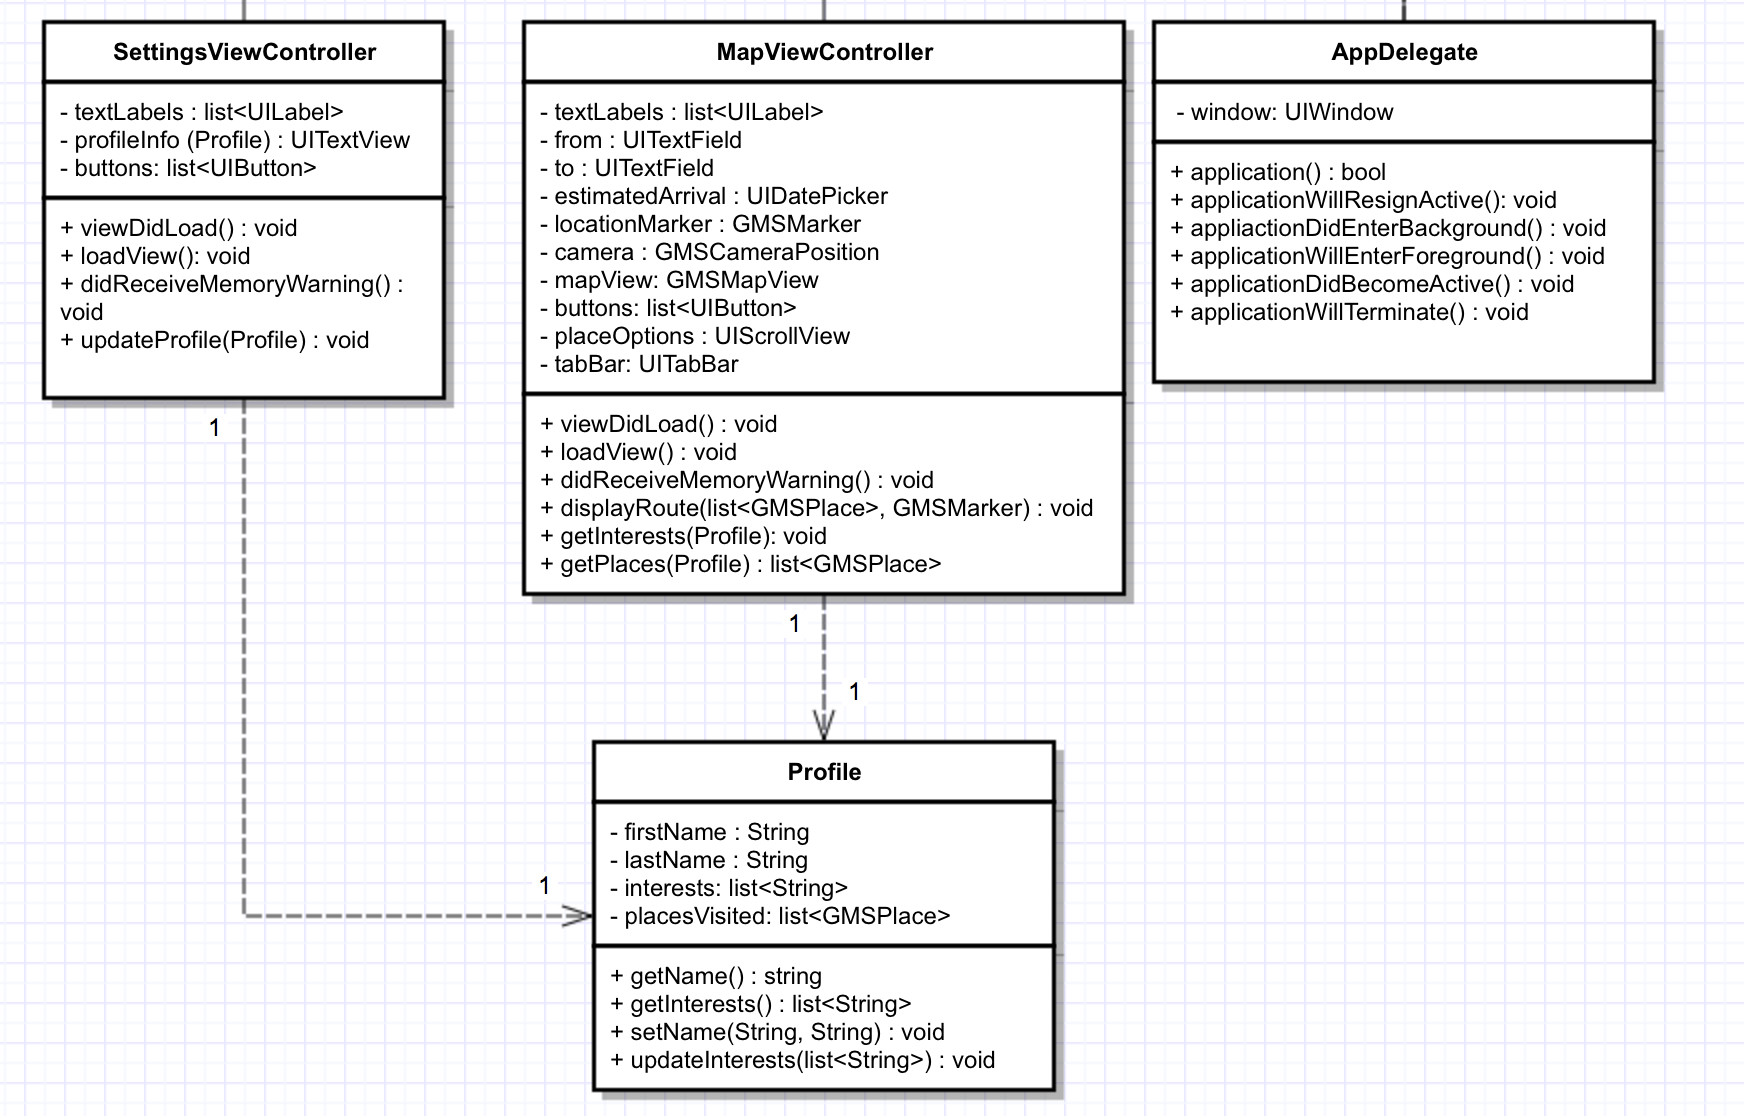 SettingsViewController
- textLabels : list<UILabel>
- profileInfo (Profile) : UITextView
- buttons: list<UIButton>
+ viewDidLoad() : void
+ loadView(): void
+ didReceiveMemoryWarning() :
void
+ updateProfile(Profile) : void
1
MapViewController
- textLabels : list<UILabel>
- from : UITextField
- to : UITextField
- estimatedArrival : UIDatePicker
- locationMarker : GMSMarker
- camera : GMSCameraPosition
- mapView: GMSMapView
- buttons: list<UIButton>
- placeOptions : UIScrollView
- tabBar: UITabBar
+ viewDidLoad() : void
+ loadView() : void
+ didReceiveMemoryWarning() : void
+ displayRoute(list<GMSPlace>, GMSMarker) : void
+ getInterests(Profile): void
+ getPlaces(Profile) : list<GMSPlace>
1
1
AppDelegate
- window: UIWindow
+ application() : bool
+ applicationWillResignActive(): void
+ appliactionDidEnterBackground() : void
+ applicationWillEnterForeground() : void
+ applicationDidBecomeActive() : void
+ applicationWillTerminate() : void
1
Profile
- firstName : String
- lastName : String
- interests: list<String>
- placesVisited: list<GMSPlace>
+ getName() : string
+ getInterests() : list<String>
+ setName(String, String) : void
+ updateInterests(list<String>) : void